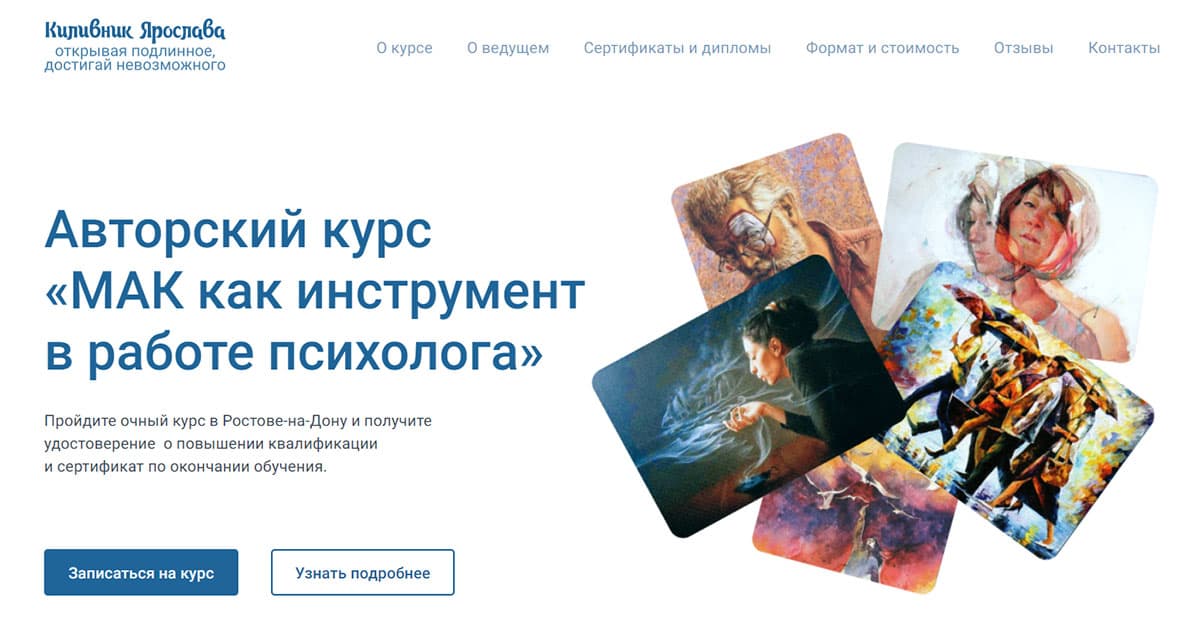 Киливник Ярослава
открывая подлинное,
достигай невозможного
О курсе
О ведущем
Сертификаты и дипломы
Формат и стоимость
Отзывы
Контакты
Авторский курс
«МАК как инструмент
в работе психолога»
Пройдите очный курс в Ростове-на-Дону и получите
удостоверение  о повышении квалификации
и сертификат по окончании обучения.
Записаться на курс
Узнать подробнее